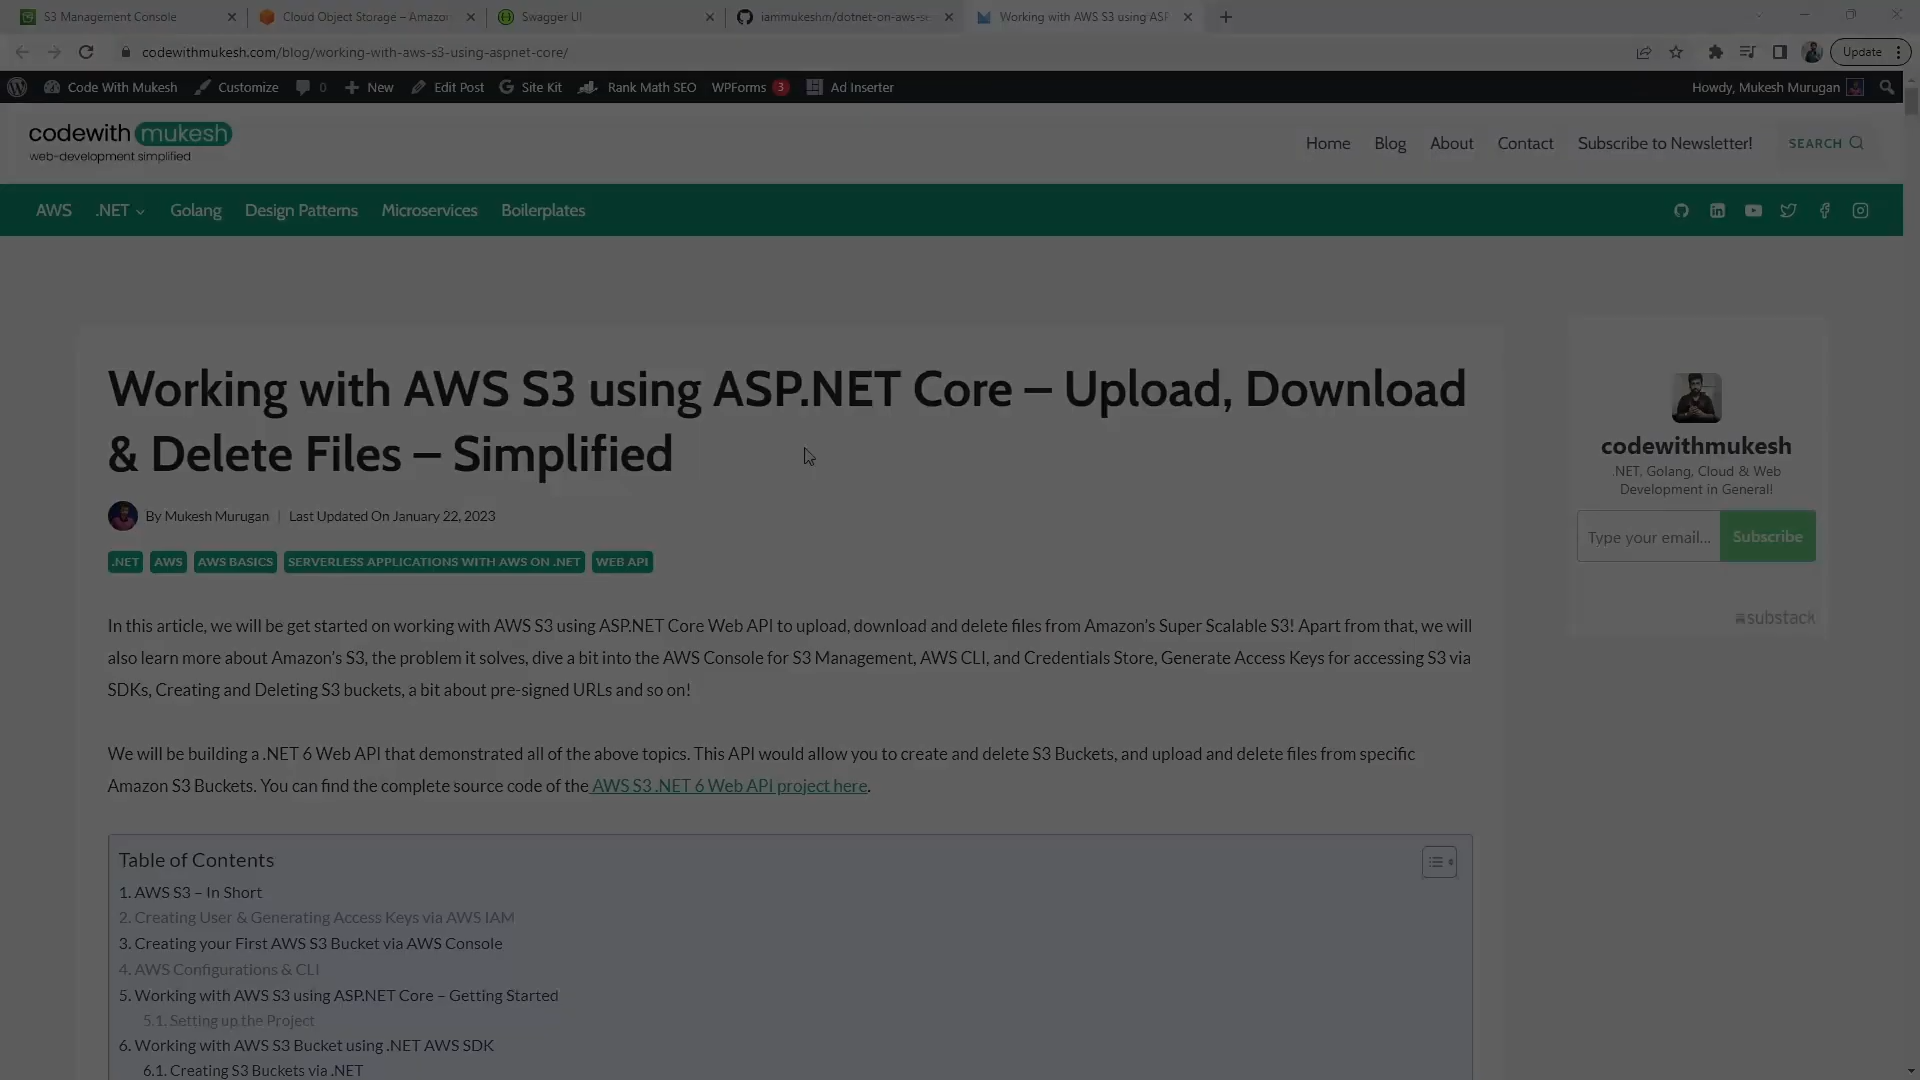 S3 Management Console
Cloud Object Storage – Amazon
Swagger UI
iammukeshm/dotnet-on-aws-se
Working with AWS S3 using ASP
codewithmukesh.com/blog/working-with-aws-s3-using-aspnet-core/
Update
Code With Mukesh
Customize
0
New
Edit Post
Site Kit
Rank Math SEO
WPForms 3
Ad Inserter
Howdy, Mukesh Murugan
codewith mukesh
web-development simplified
Home
Blog
About
Contact
Subscribe to Newsletter!
SEARCH
AWS
.NET
Golang
Design Patterns
Microservices
Boilerplates
Working with AWS S3 using ASP.NET Core – Upload, Download
& Delete Files – Simplified
By Mukesh Murugan | Last Updated On January 22, 2023
.NET
AWS
AWS BASICS
SERVERLESS APPLICATIONS WITH AWS ON .NET
WEB API
In this article, we will be get started on working with AWS S3 using ASP.NET Core Web API to upload, download and delete files from Amazon's Super Scalable S3! Apart from that, we will
also learn more about Amazon's S3, the problem it solves, dive a bit into the AWS Console for S3 Management, AWS CLI, and Credentials Store, Generate Access Keys for accessing S3 via
SDKs, Creating and Deleting S3 buckets, a bit about pre-signed URLs and so on!
We will be building a .NET 6 Web API that demonstrated all of the above topics. This API would allow you to create and delete S3 Buckets, and upload and delete files from specific
Amazon S3 Buckets. You can find the complete source code of the AWS S3 .NET 6 Web API project here.
Table of Contents
1. AWS S3 – In Short
2. Creating User & Generating Access Keys via AWS IAM
3. Creating your First AWS S3 Bucket via AWS Console
4. AWS Configurations & CLI
5. Working with AWS S3 using ASP.NET Core – Getting Started
5.1. Setting up the Project
6. Working with AWS S3 Bucket using .NET AWS SDK
6.1. Creating S3 Buckets via .NET
codewithmukesh
.NET, Golang, Cloud & Web
Development in General!
Type your email...
Subscribe
substack